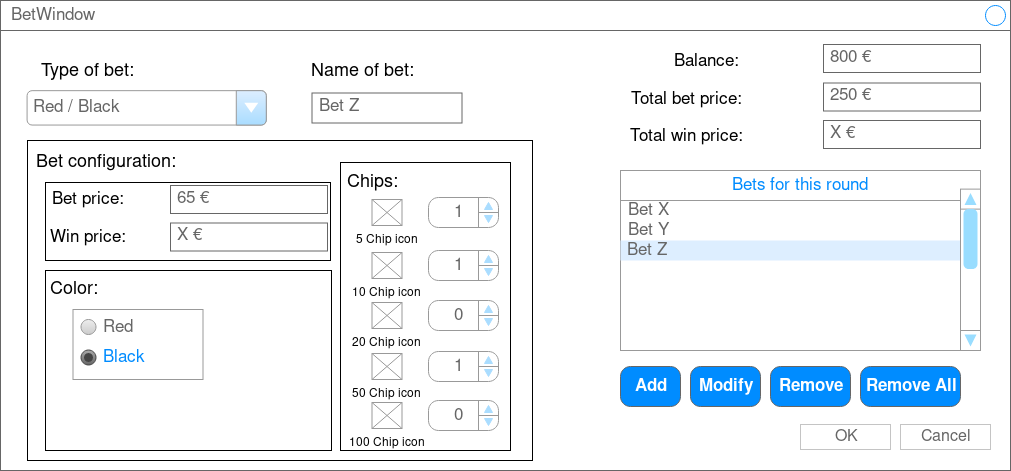 BetWindow
Type of bet:
Red / Black
Name of bet:
Bet Z
Balance:
800 €
Total bet price:
250 €
Total win price:
X €
Bet configuration:
Bet price:
65 €
Win price:
X €
Color:
Red
Black
Chips:
1
5 Chip icon
1
10 Chip icon
0
20 Chip icon
1
50 Chip icon
0
100 Chip icon
Bets for this round
Bet X
Bet Y
Bet Z
Add
Modify
Remove
Remove All
OK
Cancel